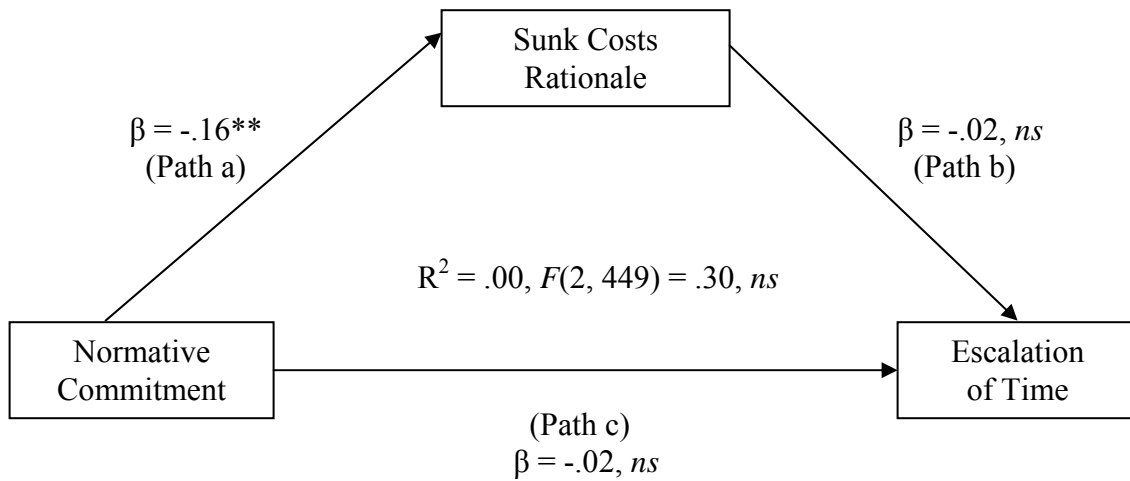 Sunk Costs
Rationale
β = -.16**
(Path a)
β = -.02, ns
(Path b)
R² = .00, F(2, 449) = .30, ns
Normative
Commitment
Escalation
of Time
(Path c)
β = -.02, ns